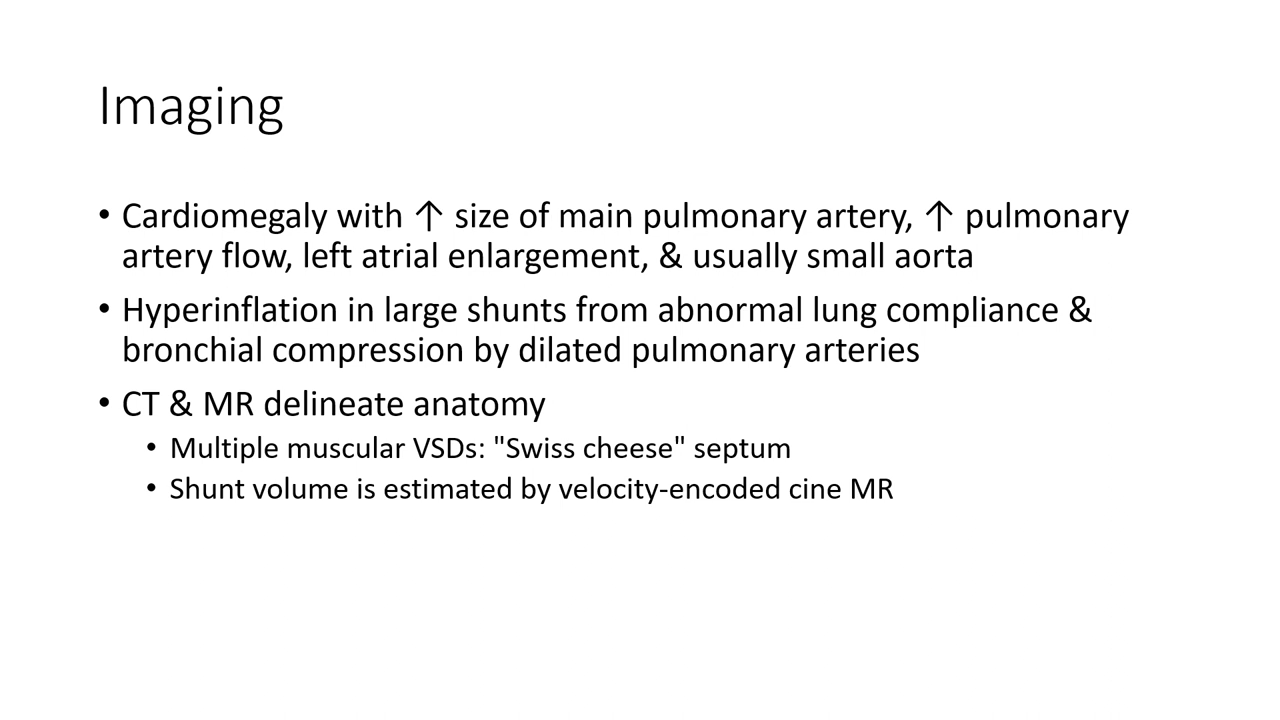 Imaging
• Cardiomegaly with ↑ size of main pulmonary artery, ↑ pulmonary
artery flow, left atrial enlargement, & usually small aorta
• Hyperinflation in large shunts from abnormal lung compliance &
bronchial compression by dilated pulmonary arteries
• CT & MR delineate anatomy
• Multiple muscular VSDs: "Swiss cheese" septum
• Shunt volume is estimated by velocity-encoded cine MR